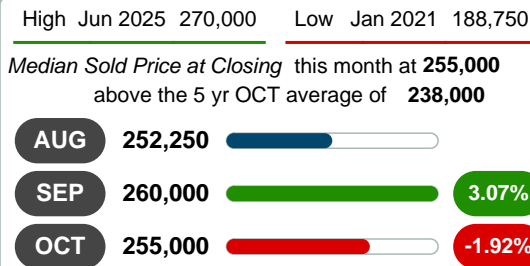 High Jun 2025 270,000 Low Jan 2021 188,750
Median Sold Price at Closing this month at 255,000
above the 5 yr OCT average of 238,000
AUG 252,250
SEP 260,000 3.07%
OCT 255,000 -1.92%